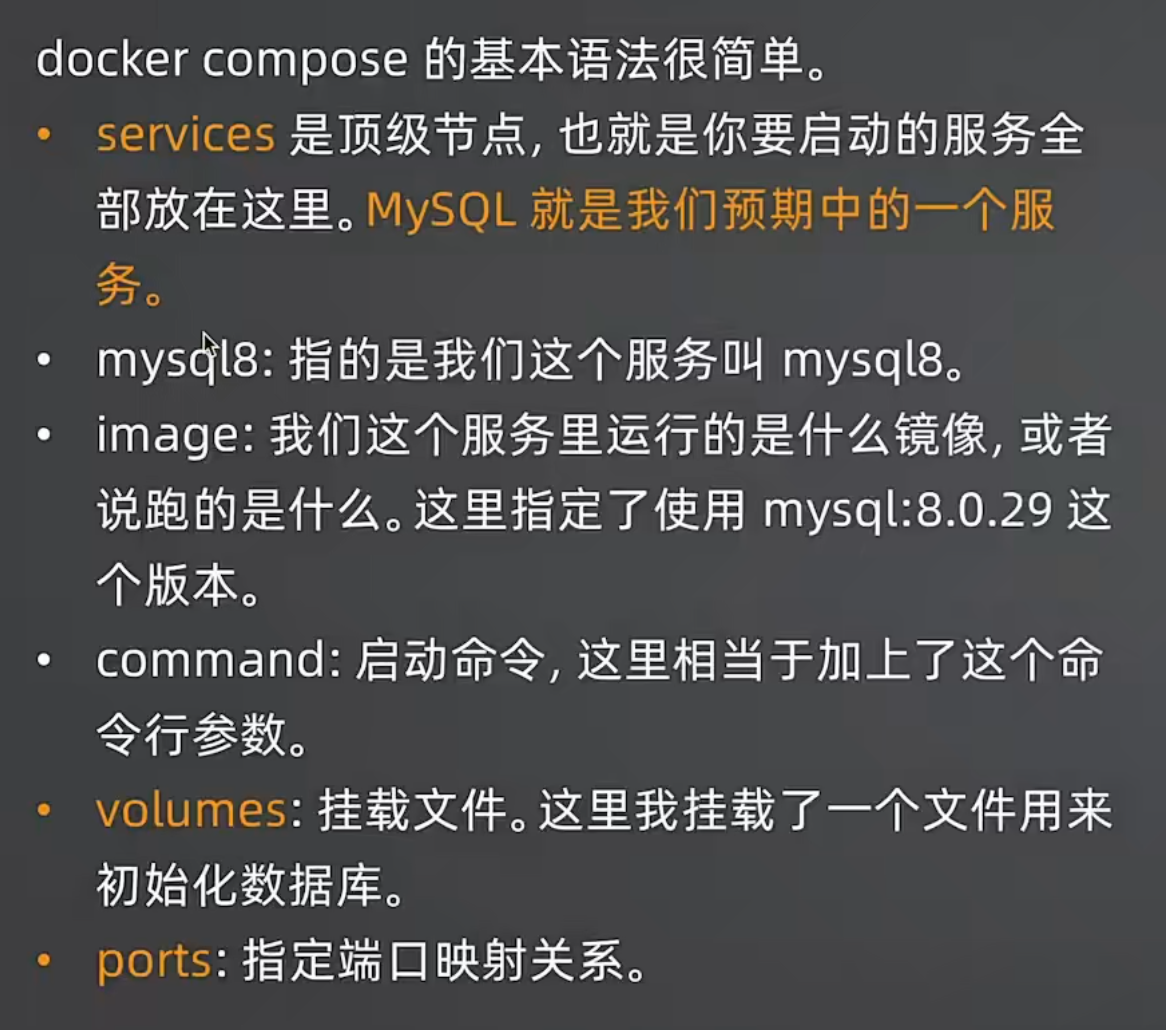 docker compose 的基本语法很简单。
• services 是顶级节点, 也就是你要启动的服务全
部放在这里。MySQL 就是我们预期中的一个服
务。
• mysql8: 指的是我们这个服务叫 mysql8。
• image: 我们这个服务里运行的是什么镜像, 或者
说跑的是什么。这里指定了使用 mysql:8.0.29 这
个版本。
• command: 启动命令, 这里相当于加上了这个命
令行参数。
• volumes: 挂载文件。这里我挂载了一个文件用来
初始化数据库。
• ports: 指定端口映射关系。